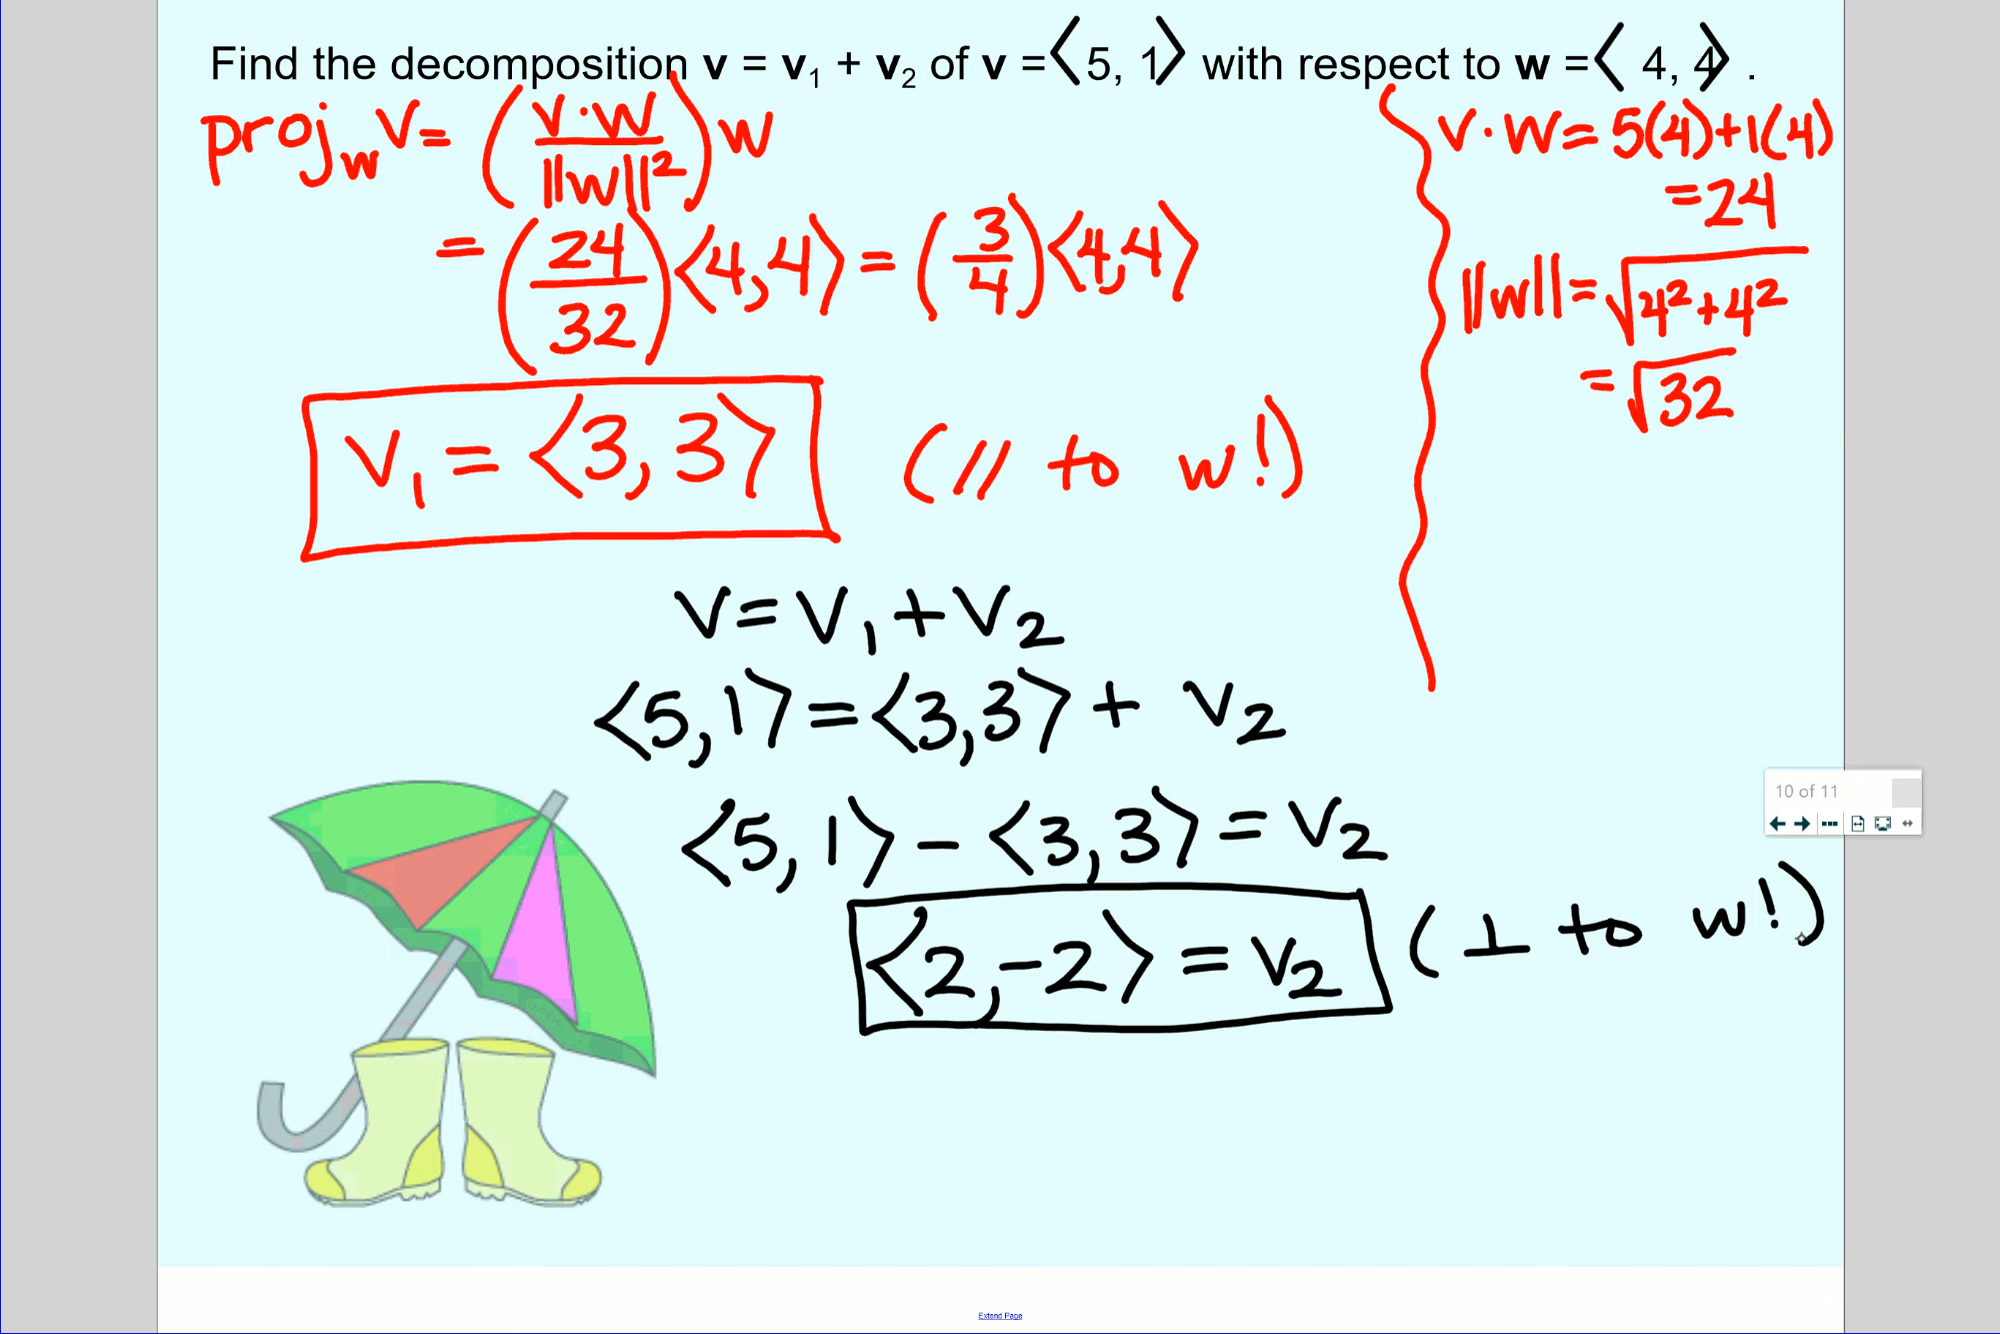 Find the decomposition v = v₁ + v₂ of v =⟨5, 1⟩ with respect to w =⟨ 4, 4⟩ .
proj_w v = (v·w / ||w||²) w
= (24/32)⟨4,4⟩ = (3/4)⟨4,4⟩
v₁ = ⟨3,3⟩ (// to w!)
v·w = 5(4)+1(4)
=24
||w|| = √(4²+4²)
= √32
v = v₁ + v₂
⟨5,1⟩ = ⟨3,3⟩ + v₂
⟨5,1⟩ − ⟨3,3⟩ = v₂
⟨2,−2⟩ = v₂ (⊥ to w!)
10 of 11
Extend Page